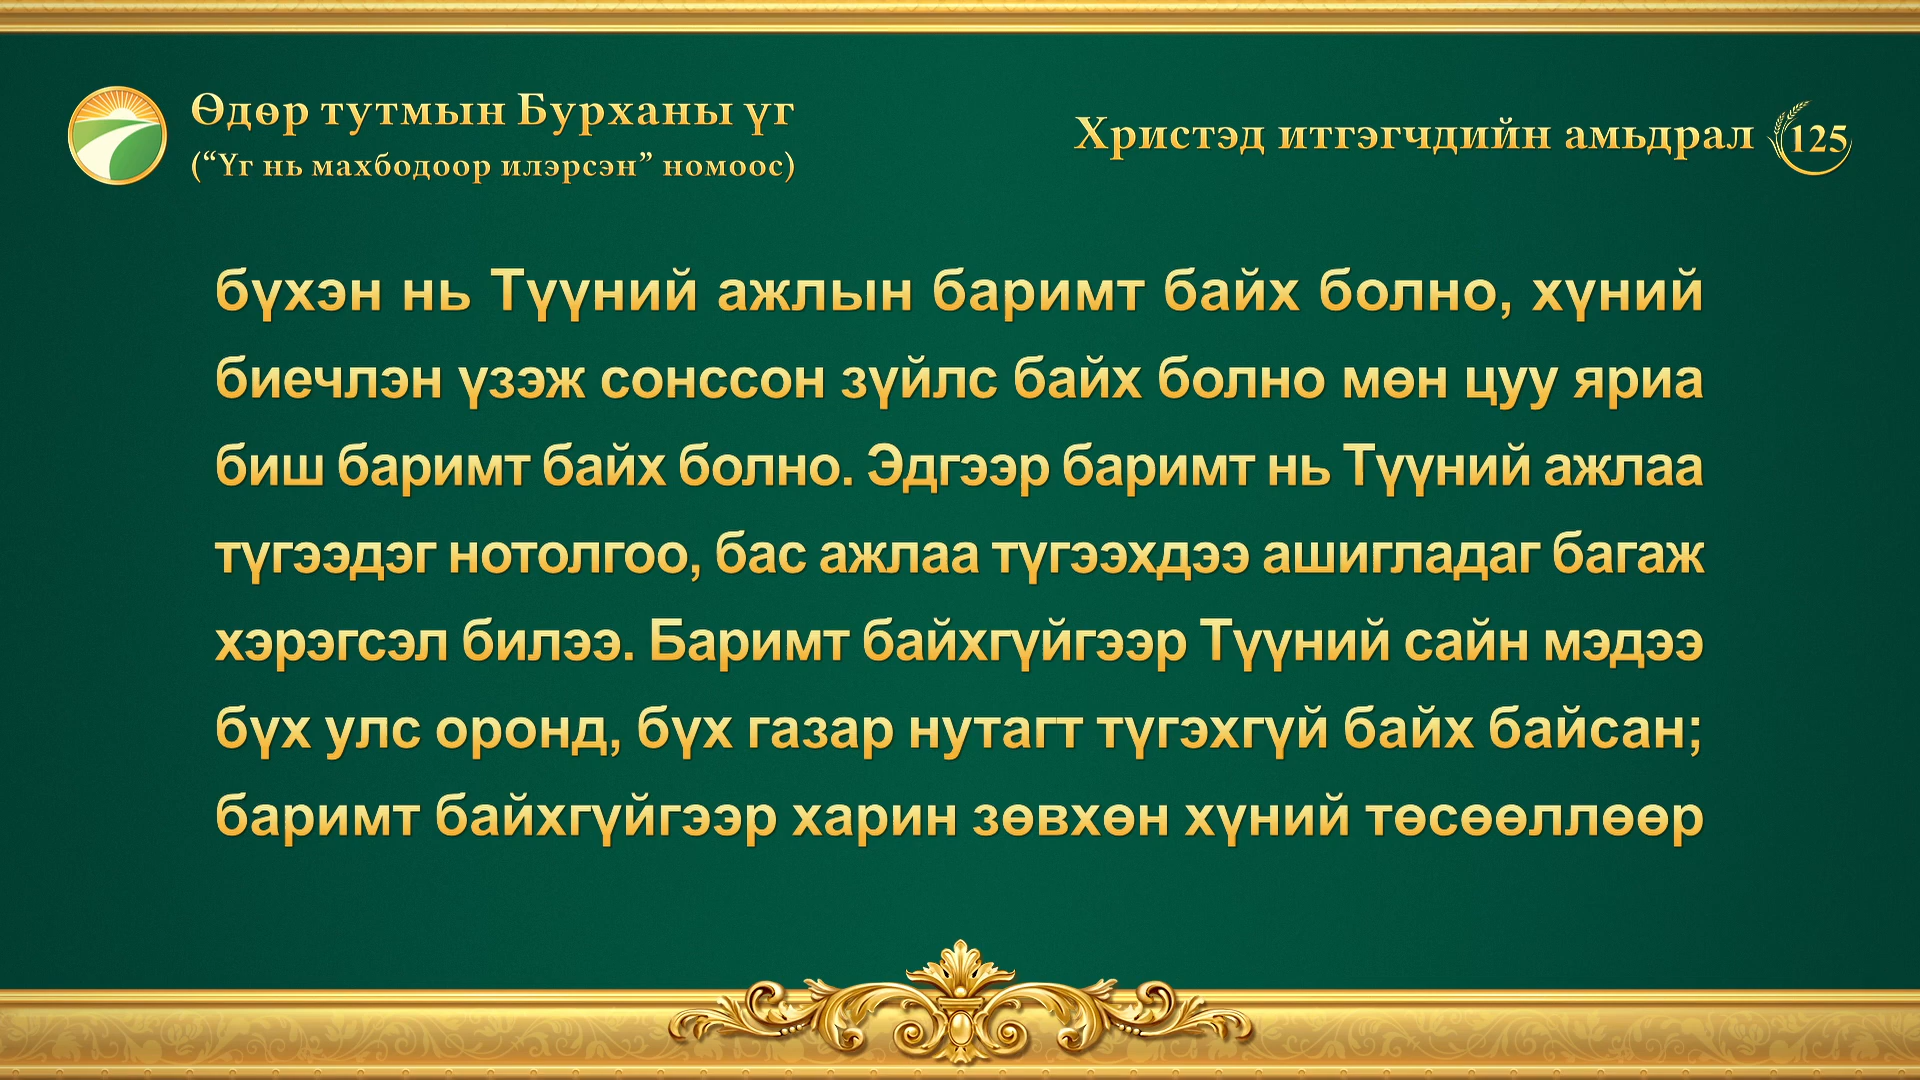 Өдөр тутмын Бурханы үг
(“Үг нь махбодоор илэрсэн” номоос)
Христэд итгэгчдийн амьдрал 125
бүхэн нь Түүний ажлын баримт байх болно, хүний
биечлэн үзэж сонссон зүйлс байх болно мөн цуу яриа
биш баримт байх болно. Эдгээр баримт нь Түүний ажлаа
түгээдэг нотолгоо, бас ажлаа түгээхдээ ашигладаг багаж
хэрэгсэл билээ. Баримт байхгүйгээр Түүний сайн мэдээ
бүх улс оронд, бүх газар нутагт түгэхгүй байх байсан;
баримт байхгүйгээр харин зөвхөн хүний төсөөллөөр